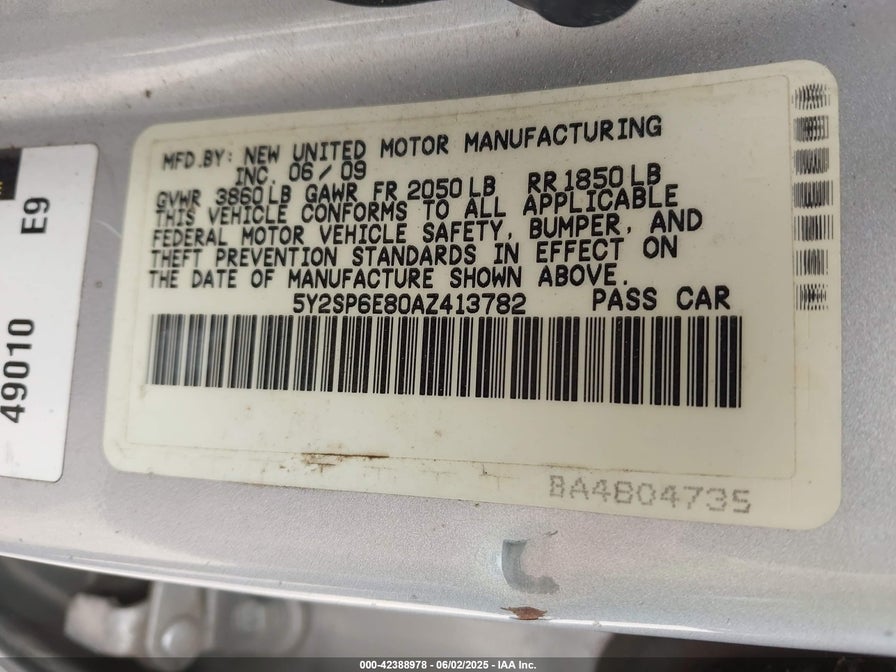 MFD.BY: NEW UNITED MOTOR MANUFACTURING
INC 06/09
GVWR 3860LB GAWR FR 2050LB RR 1850LB
THIS VEHICLE CONFORMS TO ALL APPLICABLE
FEDERAL MOTOR VEHICLE SAFETY, BUMPER, AND
THEFT PREVENTION STANDARDS IN EFFECT ON
THE DATE OF MANUFACTURE SHOWN ABOVE.
5Y2SP6E80AZ413782 PASS CAR
BA4804735
49010 E9
000-42388978 - 06/02/2025 - IAA Inc.